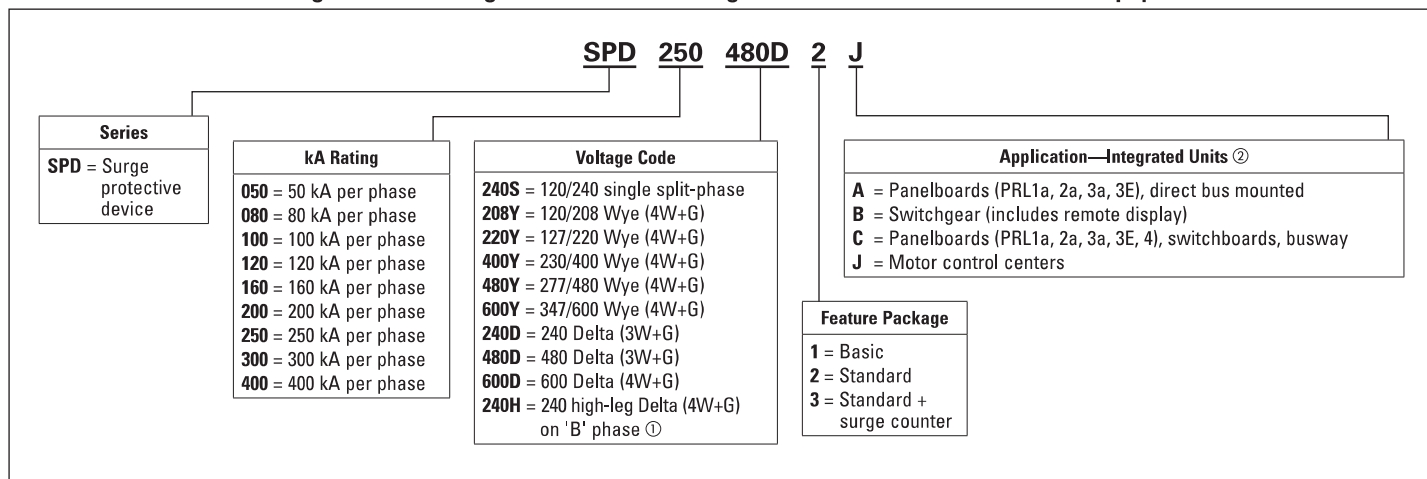 SPD 250 480D 2 J
Series
SPD = Surge
protective
device
kA Rating
050 = 50 kA per phase
080 = 80 kA per phase
100 = 100 kA per phase
120 = 120 kA per phase
160 = 160 kA per phase
200 = 200 kA per phase
250 = 250 kA per phase
300 = 300 kA per phase
400 = 400 kA per phase
Voltage Code
240S = 120/240 single split-phase
208Y = 120/208 Wye (4W+G)
220Y = 127/220 Wye (4W+G)
400Y = 230/400 Wye (4W+G)
480Y = 277/480 Wye (4W+G)
600Y = 347/600 Wye (4W+G)
240D = 240 Delta (3W+G)
480D = 480 Delta (3W+G)
600D = 600 Delta (4W+G)
240H = 240 high-leg Delta (4W+G)
on 'B' phase ①
Feature Package
1 = Basic
2 = Standard
3 = Standard +
surge counter
Application—Integrated Units ②
A = Panelboards (PRL1a, 2a, 3a, 3E), direct bus mounted
B = Switchgear (includes remote display)
C = Panelboards (PRL1a, 2a, 3a, 3E, 4), switchboards, busway
J = Motor control centers